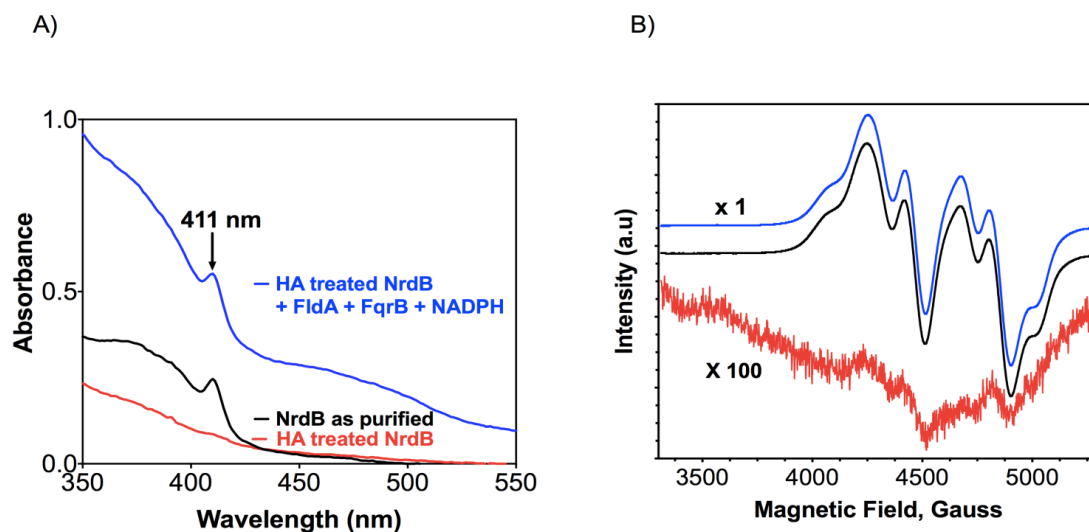 A)
B)
1.0
0.5
0.0
Absorbance
411 nm
HA treated NrdB
+ FldA + FqrB + NADPH
NrdB as purified
HA treated NrdB
350
400
450
500
550
Wavelength (nm)
Intensity (a.u)
x 1
X 100
3500
4000
4500
5000
Magnetic Field, Gauss